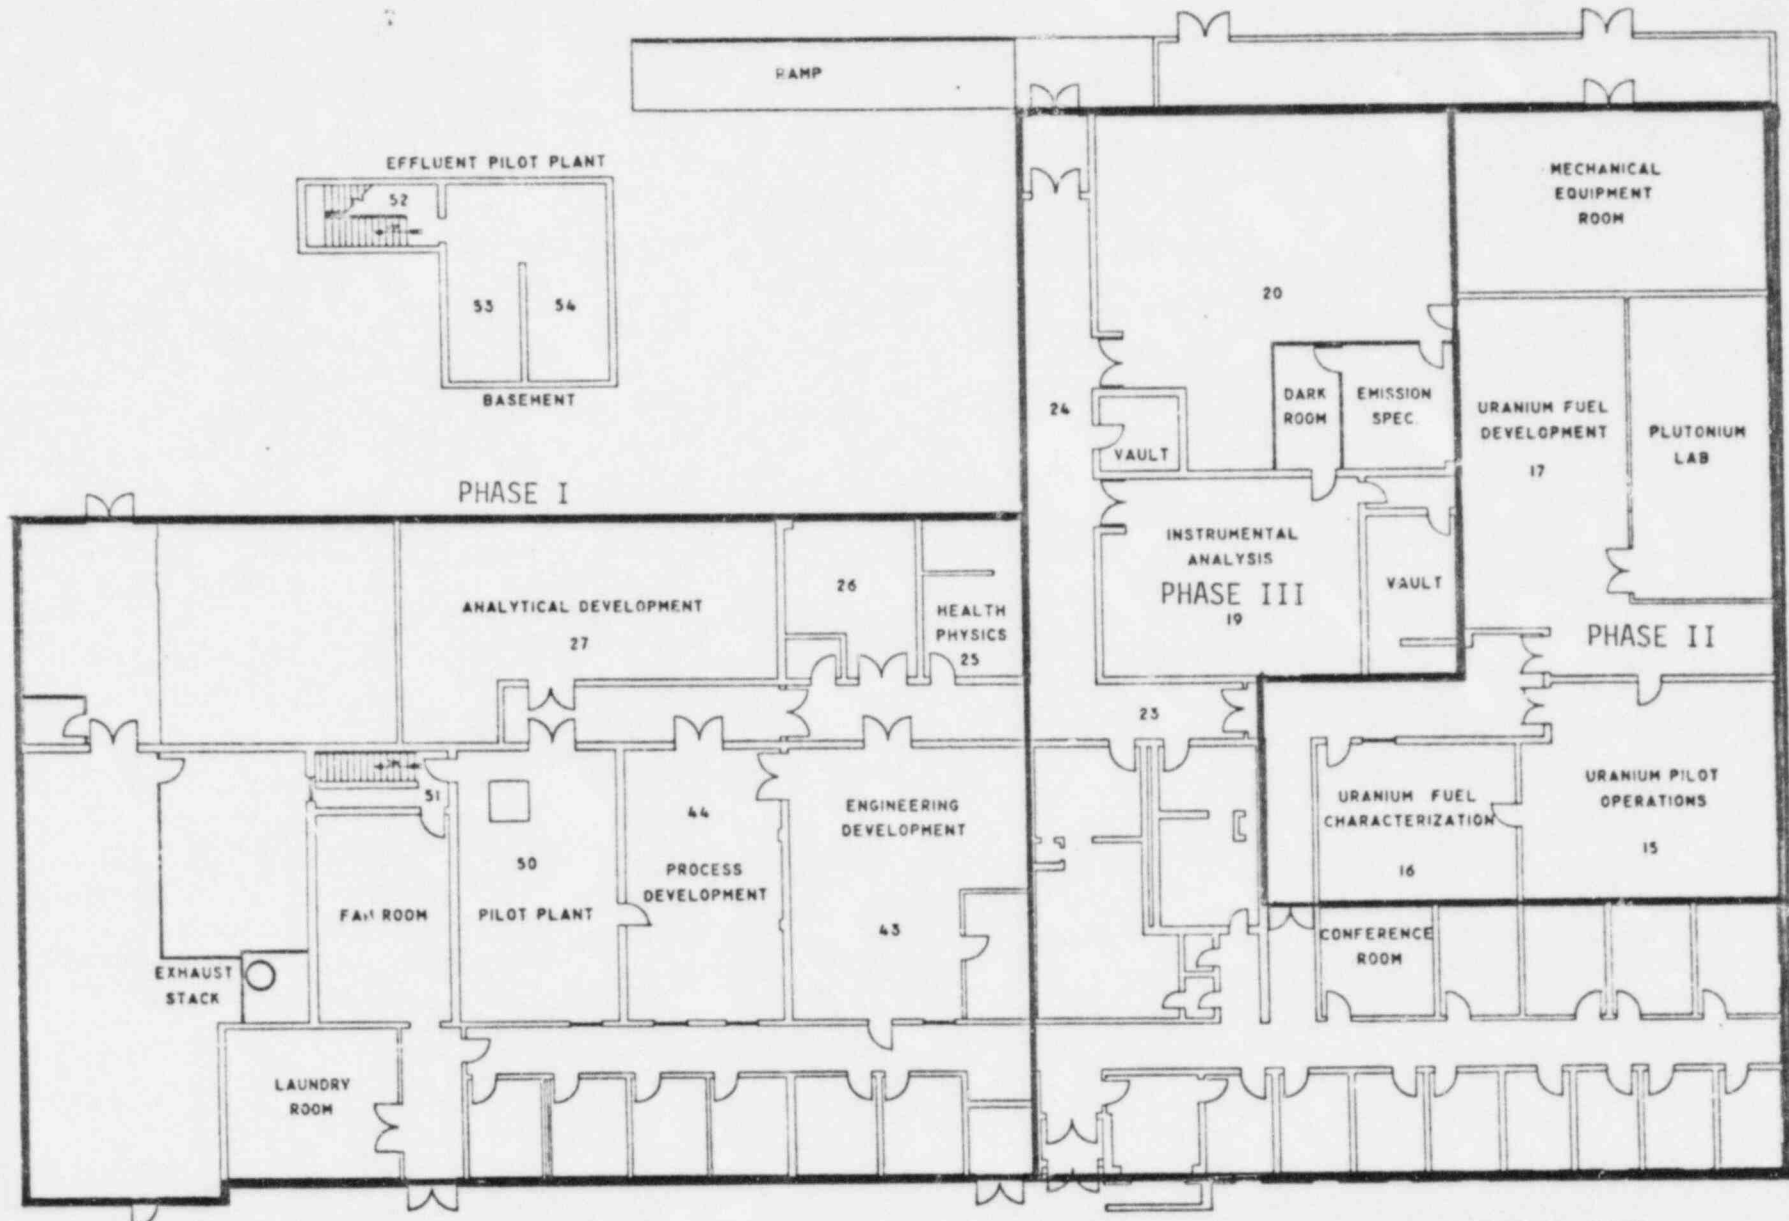 RAMP
EFFLUENT PILOT PLANT
52
53
54
BASEMENT
MECHANICAL
EQUIPMENT
ROOM
20
24
DARK
ROOM
EMISSION
SPEC.
VAULT
URANIUM FUEL
DEVELOPMENT
17
PLUTONIUM
LAB
PHASE I
INSTRUMENTAL
ANALYSIS
PHASE III
19
VAULT
PHASE II
ANALYTICAL DEVELOPMENT
27
26
HEALTH
PHYSICS
25
23
51
50
PILOT PLANT
44
PROCESS
DEVELOPMENT
ENGINEERING
DEVELOPMENT
43
URANIUM FUEL
CHARACTERIZATION
16
URANIUM PILOT
OPERATIONS
15
FAN ROOM
EXHAUST
STACK
CONFERENCE
ROOM
LAUNDRY
ROOM